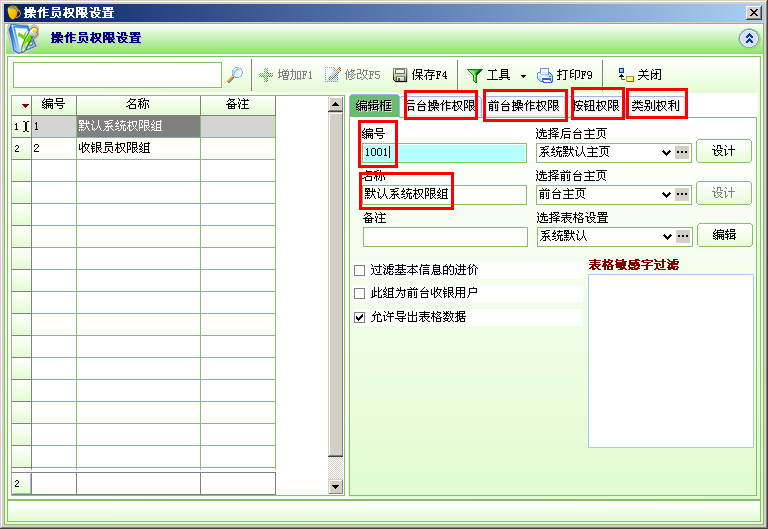 操作员权限设置
操作员权限设置
增加F1 修改F5 保存F4 工具 打印F9 关闭
编号 名称 备注
1 1 默认系统权限组
2 2 收银员权限组
2
编辑框 后台操作权限 前台操作权限 按钮权限 类别权利
编号 选择后台主页
1001 系统默认主页 设计
名称 选择前台主页
默认系统权限组 前台主页 设计
备注 选择表格设置
系统默认 编辑
过滤基本信息的进价 表格敏感字过滤
此组为前台收银用户
允许导出表格数据